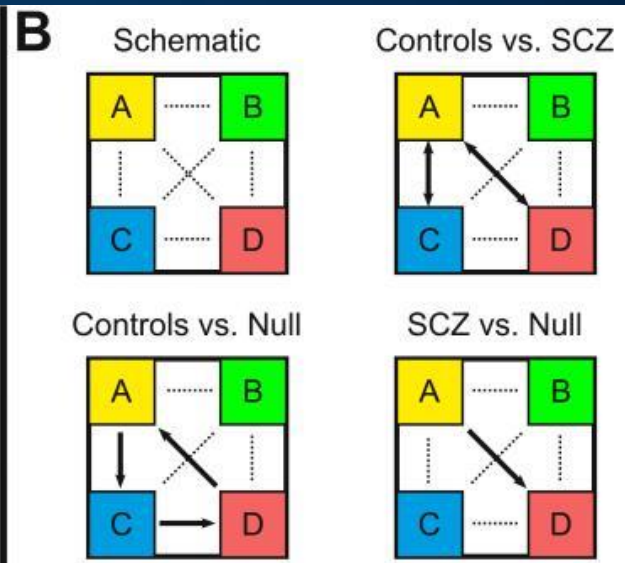 B
Schematic
Controls vs. SCZ
A B
C D
A B
C D
Controls vs. Null
SCZ vs. Null
A B
C D
A B
C D